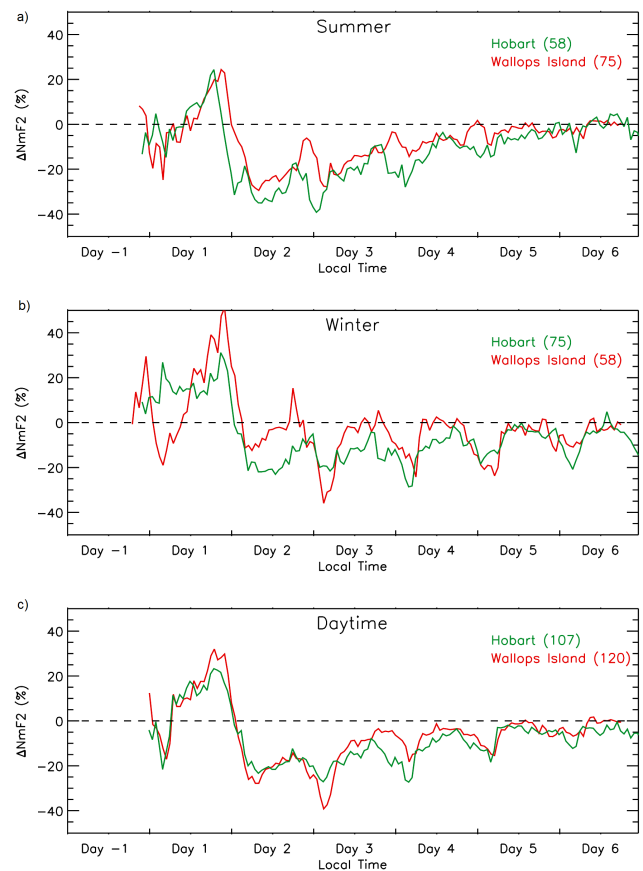 a)
Summer
Hobart (58)
Wallops Island (75)
ΔNmF2 (%)
40
20
0
−20
−40
Day −1 Day 1 Day 2 Day 3 Day 4 Day 5 Day 6
Local Time
b)
Winter
Hobart (75)
Wallops Island (58)
ΔNmF2 (%)
40
20
0
−20
−40
Day −1 Day 1 Day 2 Day 3 Day 4 Day 5 Day 6
Local Time
c)
Daytime
Hobart (107)
Wallops Island (120)
ΔNmF2 (%)
40
20
0
−20
−40
Day −1 Day 1 Day 2 Day 3 Day 4 Day 5 Day 6
Local Time